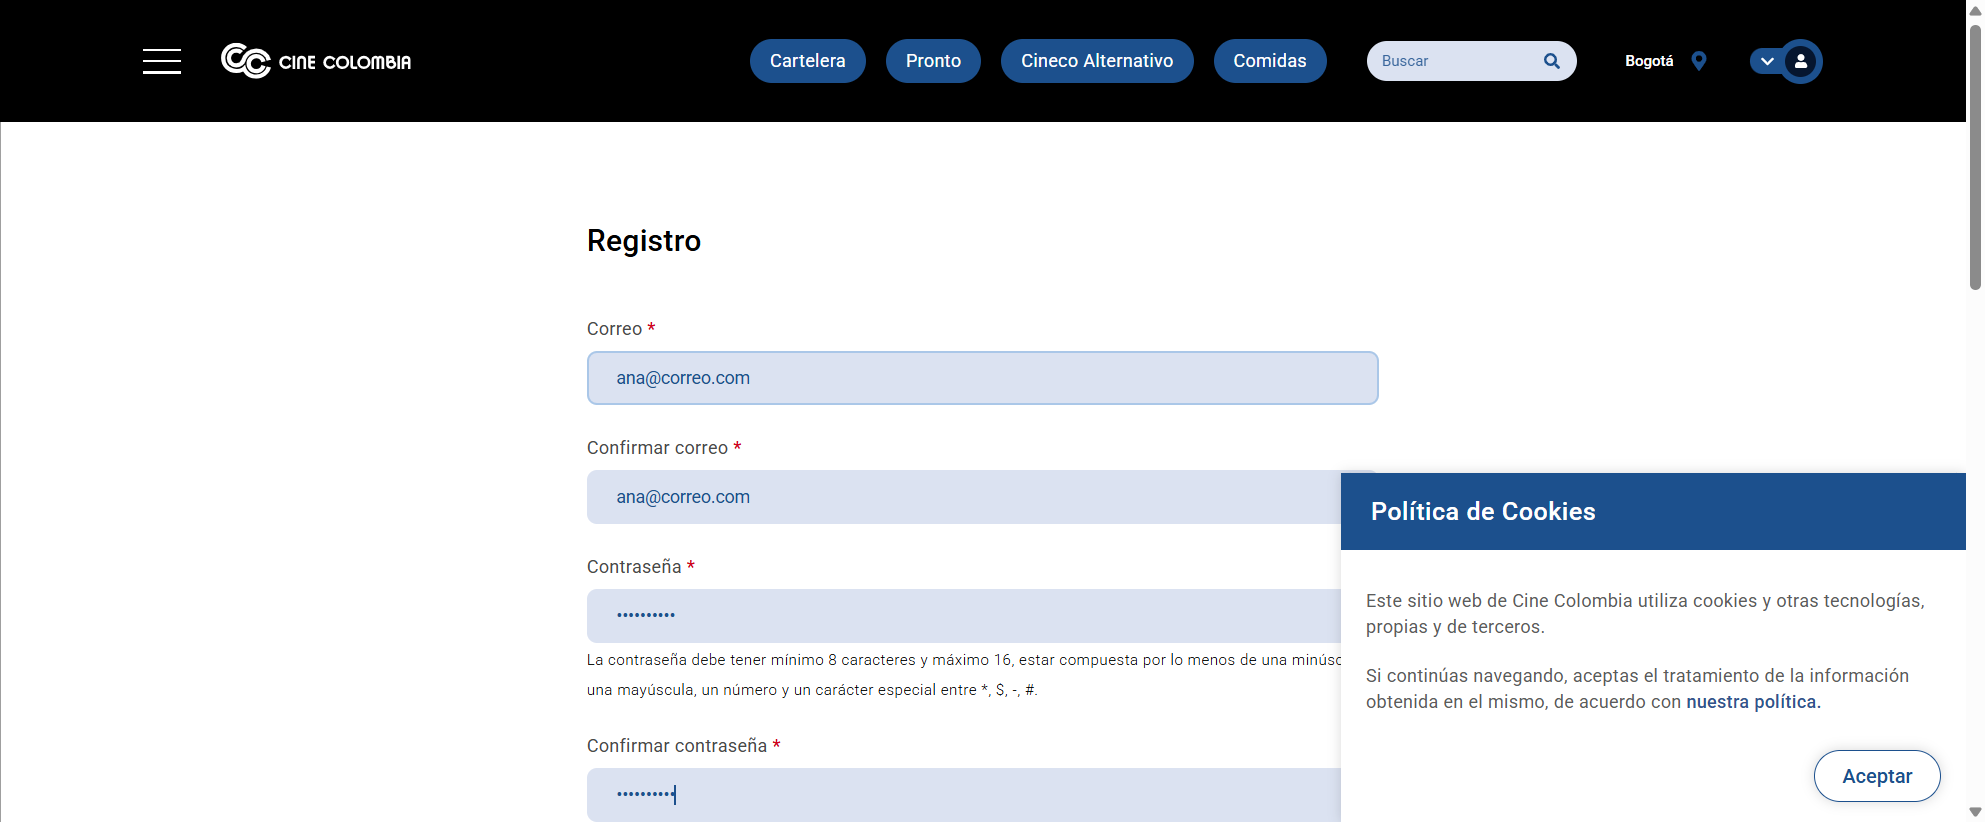 CINE COLOMBIA
Cartelera
Pronto
Cineco Alternativo
Comidas
Buscar
Bogotá
Registro
Correo *
ana@correo.com
Confirmar correo *
ana@correo.com
Contraseña *
••••••••••
La contraseña debe tener mínimo 8 caracteres y máximo 16, estar compuesta por lo menos de una
una mayúscula, un número y un carácter especial entre *, $, -, #.
Confirmar contraseña *
••••••••••
Política de Cookies
Este sitio web de Cine Colombia utiliza cookies y otras tecnologías,
propias y de terceros.
Si continúas navegando, aceptas el tratamiento de la información
obtenida en el mismo, de acuerdo con nuestra política.
Aceptar